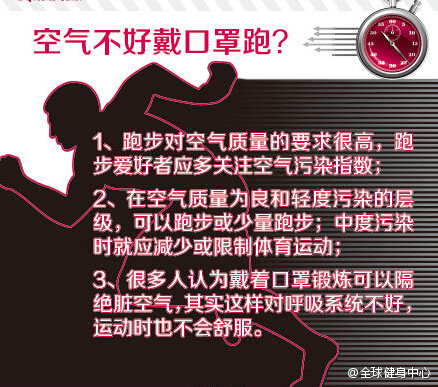 空气不好戴口罩跑?
1、跑步对空气质量的要求很高，跑
步爱好者应多关注空气污染指数；
2、在空气质量为良和轻度污染的层
级，可以跑步或少量跑步；中度污染
时就应减少或限制体育运动；
3、很多人认为戴着口罩锻炼可以隔
绝脏空气，其实这样对呼吸系统不好，
运动时也不会舒服。
@全球健身中心